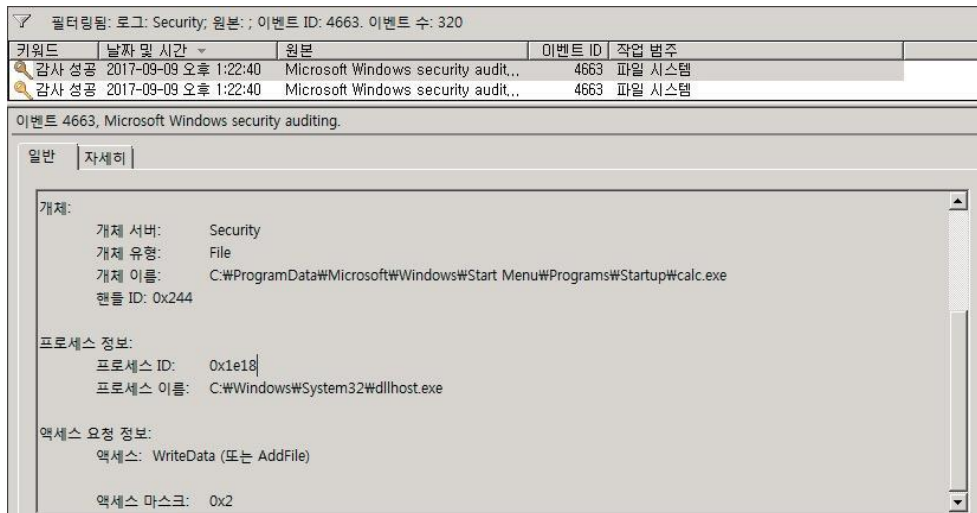 필터링됨: 로그: Security; 원본: ; 이벤트 ID: 4663. 이벤트 수: 320
키워드 날짜 및 시간 원본 이벤트 ID 작업 범주
감사 성공 2017-09-09 오후 1:22:40 Microsoft Windows security audit... 4663 파일 시스템
감사 성공 2017-09-09 오후 1:22:40 Microsoft Windows security audit... 4663 파일 시스템
이벤트 4663, Microsoft Windows security auditing.
일반 자세히
개체:
개체 서버: Security
개체 유형: File
개체 이름: C:₩ProgramData₩Microsoft₩Windows₩Start Menu₩Programs₩Startup₩calc.exe
핸들 ID: 0x244
프로세스 정보:
프로세스 ID: 0x1e18
프로세스 이름: C:₩Windows₩System32₩dllhost.exe
액세스 요청 정보:
액세스: WriteData (또는 AddFile)
액세스 마스크: 0x2